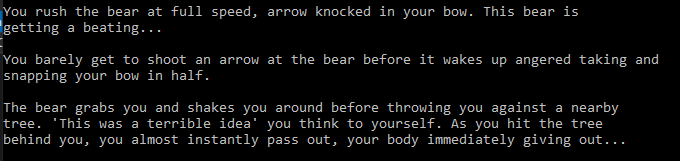 You rush the bear at full speed, arrow knocked in your bow. This bear is
getting a beating...
You barely get to shoot an arrow at the bear before it wakes up angered taking and
snapping your bow in half.
The bear grabs you and shakes you around before throwing you against a nearby
tree. 'This was a terrible idea' you think to yourself. As you hit the tree
behind you, you almost instantly pass out, your body immediately giving out...